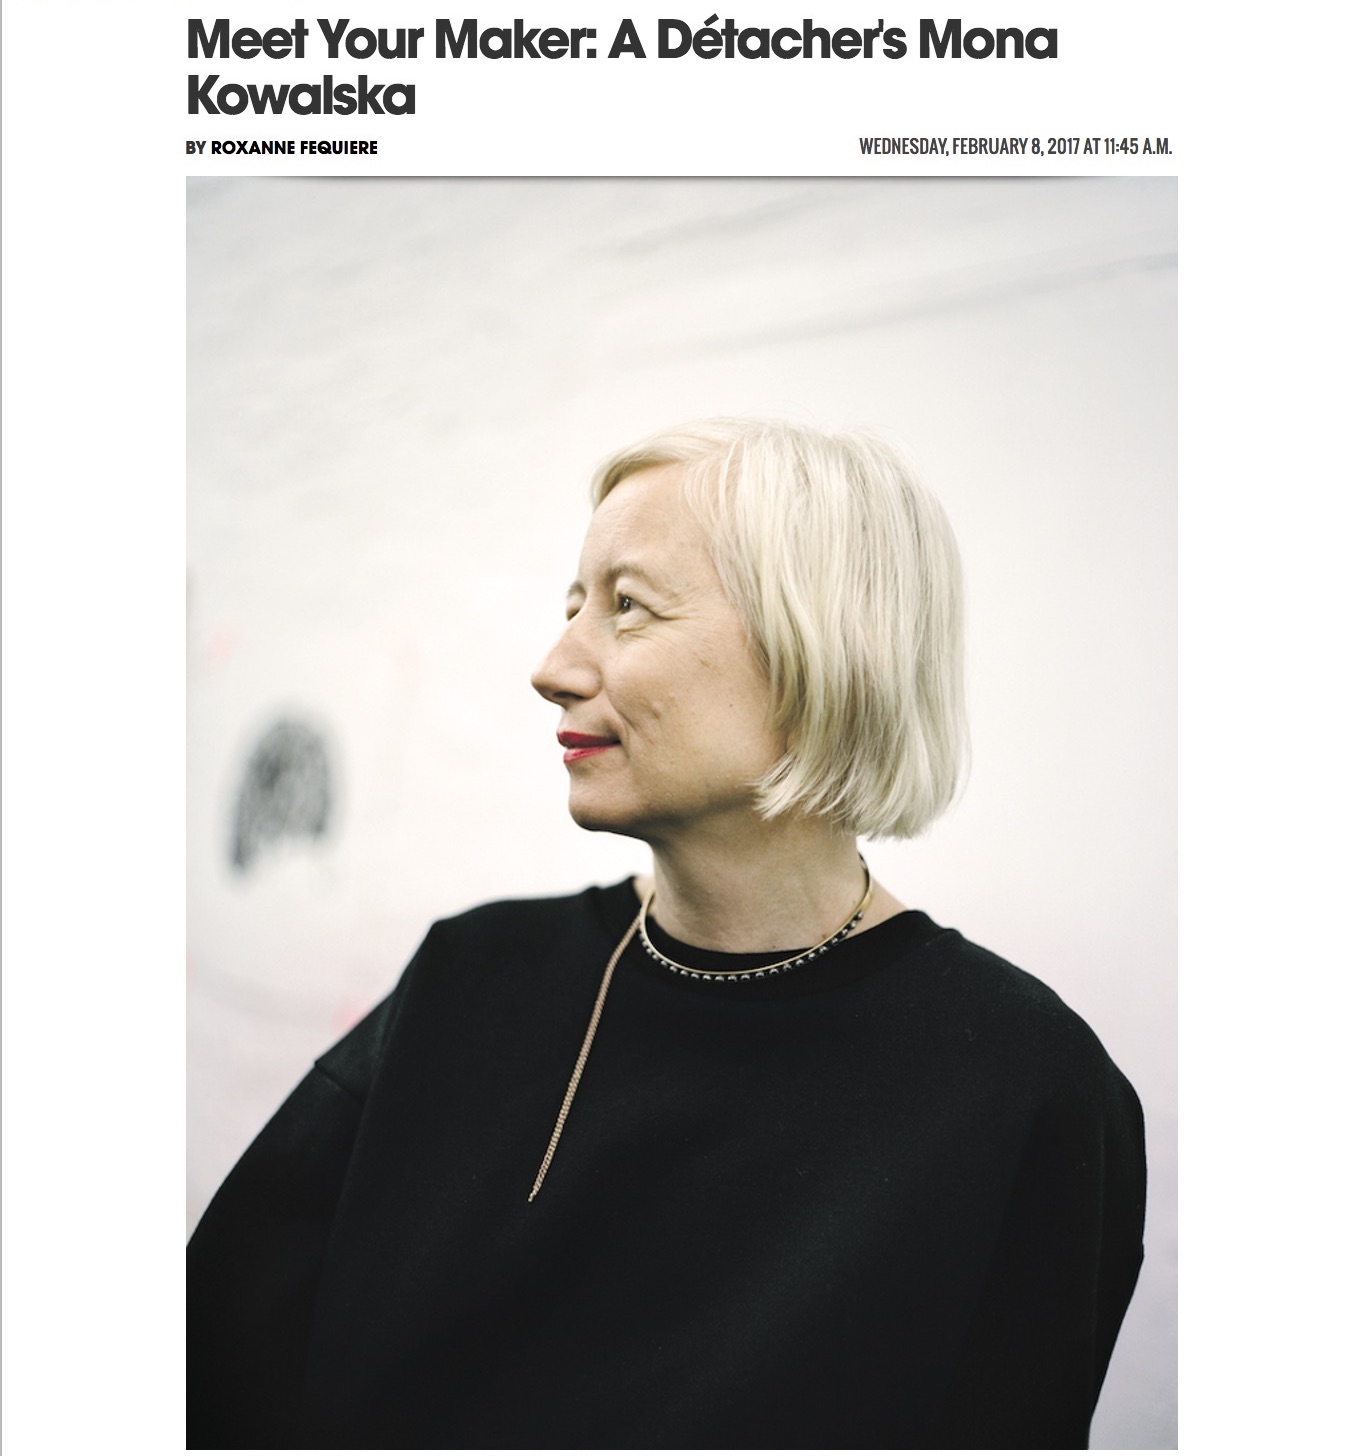 Meet Your Maker: A Détacher's Mona
Kowalska
BY ROXANNE FEQUIERE
WEDNESDAY, FEBRUARY 8, 2017 AT 11:45 A.M.